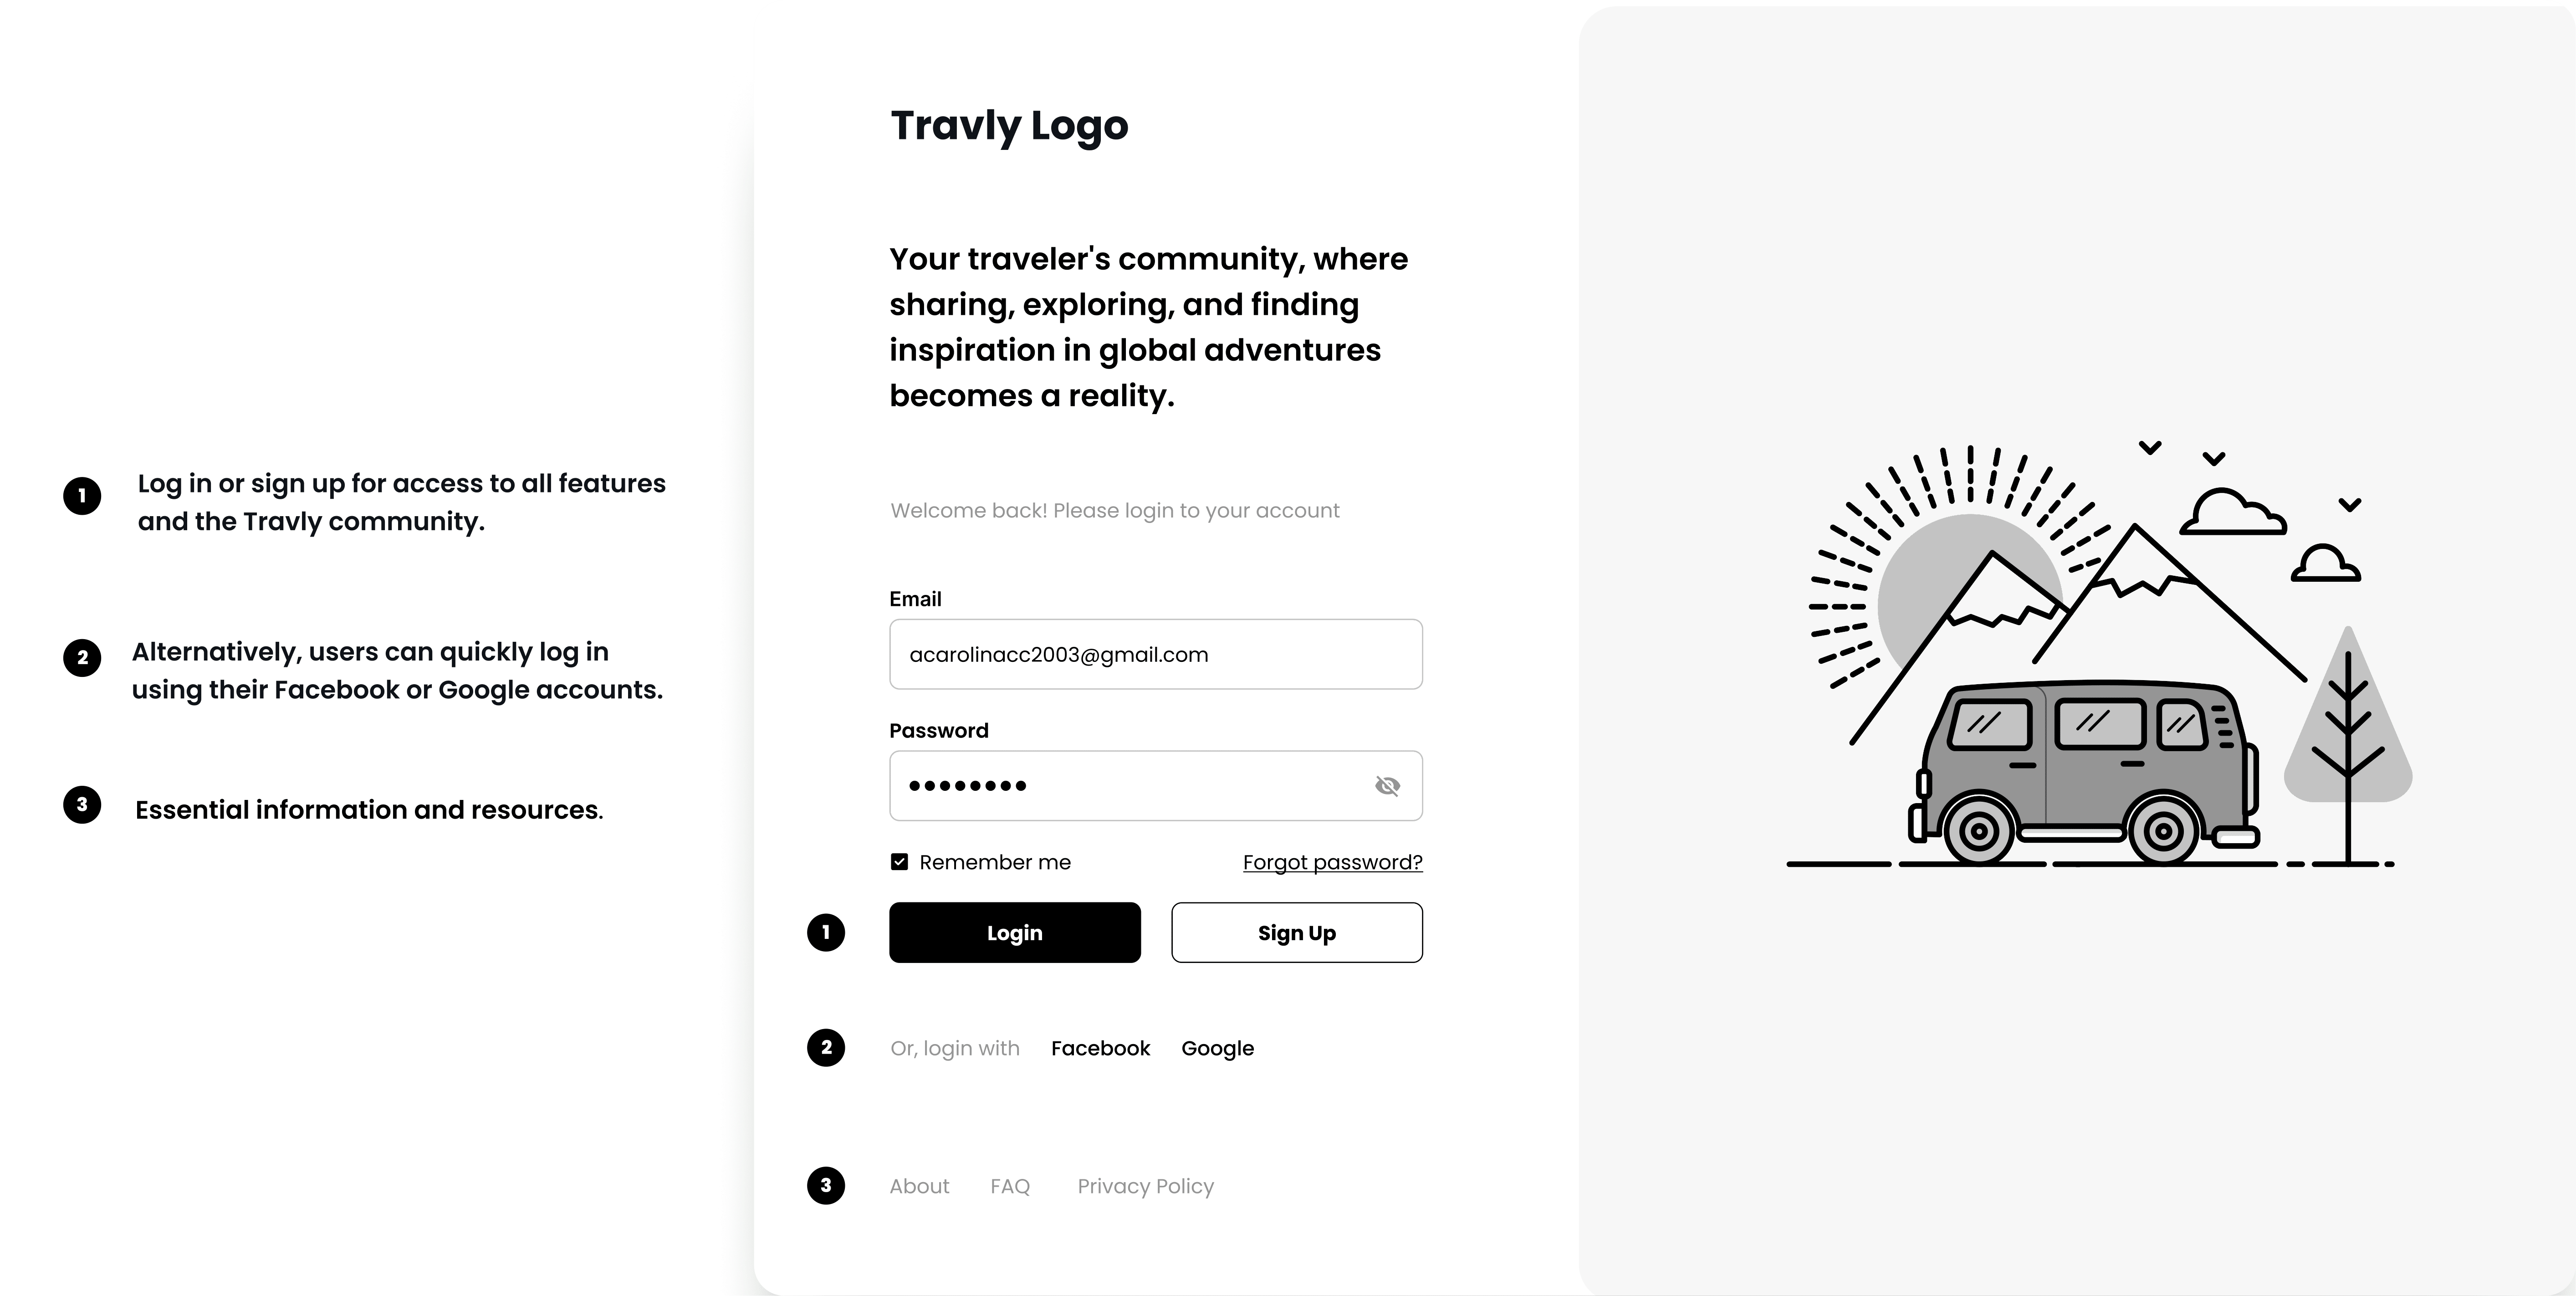 1
Log in or sign up for access to all features
and the Travly community.
2
Alternatively, users can quickly log in
using their Facebook or Google accounts.
3
Essential information and resources.
Travly Logo
Your traveler's community, where
sharing, exploring, and finding
inspiration in global adventures
becomes a reality.
Welcome back! Please login to your account
Email
acarolinacc2003@gmail.com
Password
Remember me
Forgot password?
1
Login
Sign Up
2
Or, login with Facebook Google
3
About FAQ Privacy Policy